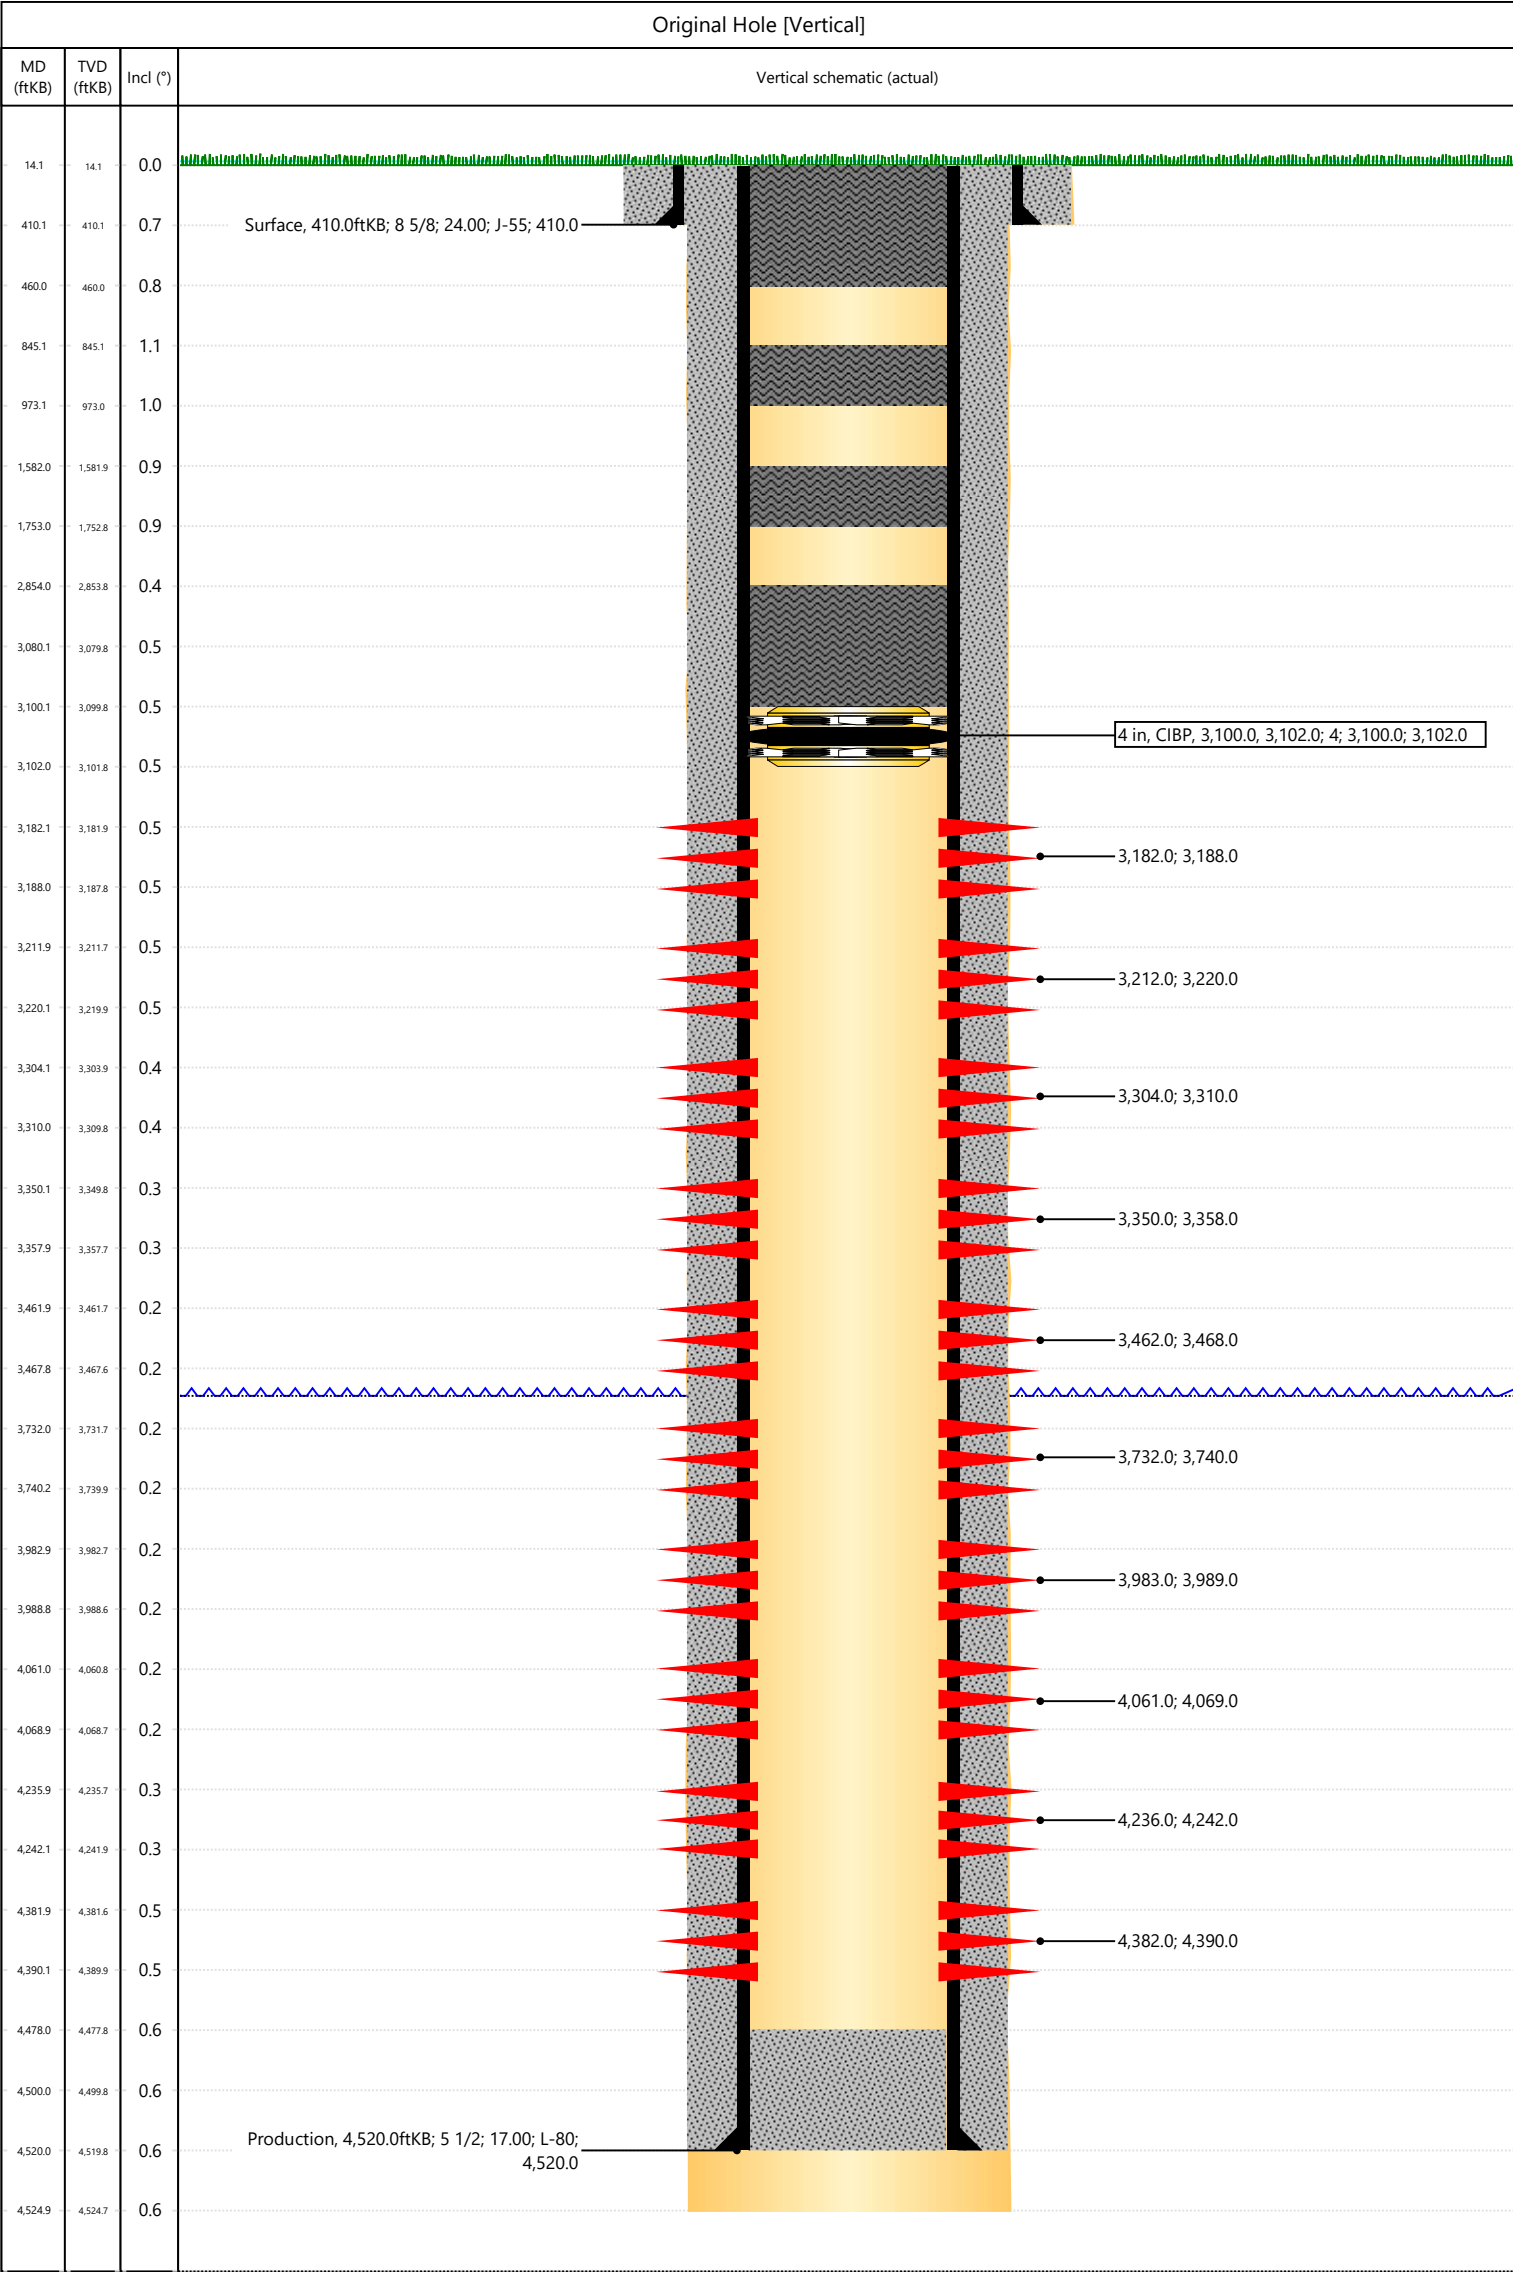 Original Hole [Vertical]
MD (ftKB)
TVD (ftKB)
Incl (°)
Vertical schematic (actual)
14.1 14.1 0.0
410.1 410.1 0.7 Surface, 410.0ftKB; 8 5/8; 24.00; J-55; 410.0
460.0 460.0 0.8
845.1 845.1 1.1
973.1 973.0 1.0
1,582.0 1,581.9 0.9
1,753.0 1,752.8 0.9
2,854.0 2,853.8 0.4
3,080.1 3,079.8 0.5
3,100.1 3,099.8 0.5
4 in, CIBP, 3,100.0, 3,102.0; 4; 3,100.0; 3,102.0
3,102.0 3,101.8 0.5
3,182.1 3,181.9 0.5
3,182.0; 3,188.0
3,188.0 3,187.8 0.5
3,211.9 3,211.7 0.5
3,212.0; 3,220.0
3,220.1 3,219.9 0.5
3,304.1 3,303.9 0.4
3,304.0; 3,310.0
3,310.0 3,309.8 0.4
3,350.1 3,349.8 0.3
3,350.0; 3,358.0
3,357.9 3,357.7 0.3
3,461.9 3,461.7 0.2
3,462.0; 3,468.0
3,467.8 3,467.6 0.2
3,732.0 3,731.7 0.2
3,732.0; 3,740.0
3,740.2 3,739.9 0.2
3,982.9 3,982.7 0.2
3,983.0; 3,989.0
3,988.8 3,988.6 0.2
4,061.0 4,060.8 0.2
4,061.0; 4,069.0
4,068.9 4,068.7 0.2
4,235.9 4,235.7 0.3
4,236.0; 4,242.0
4,242.1 4,241.9 0.3
4,381.9 4,381.6 0.5
4,382.0; 4,390.0
4,390.1 4,389.9 0.5
4,478.0 4,477.8 0.6
4,500.0 4,499.8 0.6
Production, 4,520.0ftKB; 5 1/2; 17.00; L-80;
4,520.0
4,520.0 4,519.8 0.6
4,524.9 4,524.7 0.6